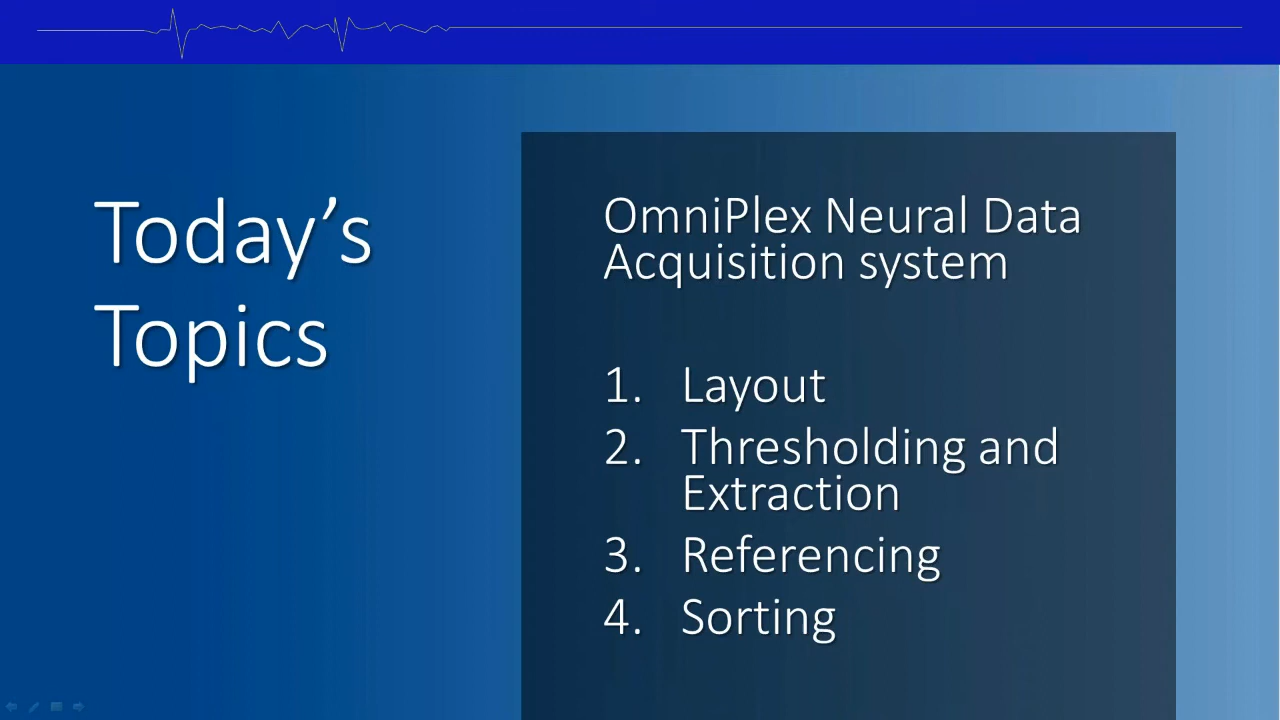 Today’s
Topics
OmniPlex Neural Data
Acquisition system
1. Layout
2. Thresholding and
Extraction
3. Referencing
4. Sorting